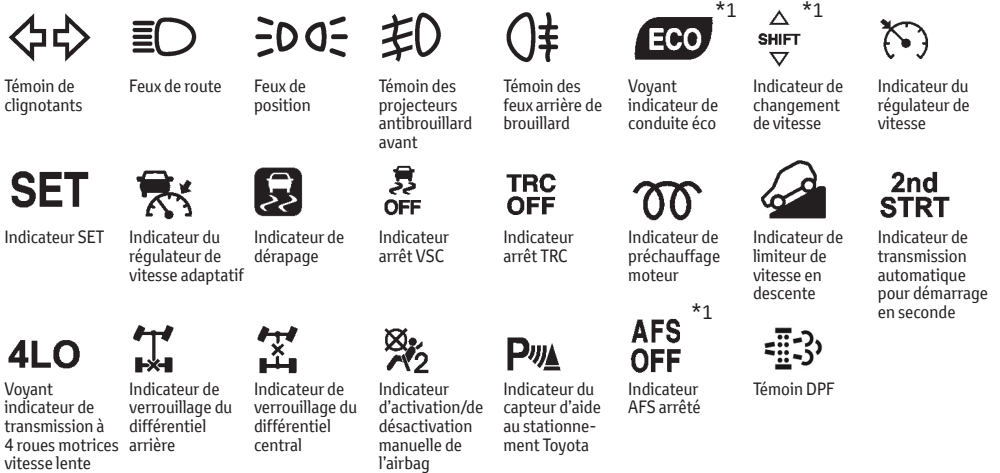 *1
*1
ECO
SHIFT
Témoin de
clignotants
Feux de route
Feux de
position
Témoin des
projecteurs
antibrouillard
avant
Témoin des
feux arrière de
brouillard
Voyant
indicateur de
conduite éco
Indicateur de
changement
de vitesse
Indicateur du
régulateur de
vitesse
SET
OFF
TRC
OFF
2nd
STRT
Indicateur SET
Indicateur du
régulateur de
vitesse adaptatif
Indicateur de
dérapage
Indicateur
arrêt VSC
Indicateur
arrêt TRC
Indicateur de
préchauffage
moteur
Indicateur de
limiteur de
vitesse en
descente
Indicateur de
transmission
automatique
pour démarrage
en seconde
4LO
2
P
AFS
OFF
*1
Voyant
indicateur de
transmission à
4 roues motrices
vitesse lente
Indicateur de
verrouillage du
différentiel
arrière
Indicateur de
verrouillage du
différentiel
central
Indicateur
d'activation/de
désactivation
manuelle de
l'airbag
Indicateur du
capteur d'aide
au stationne-
ment Toyota
Indicateur
AFS arrêté
Témoin DPF